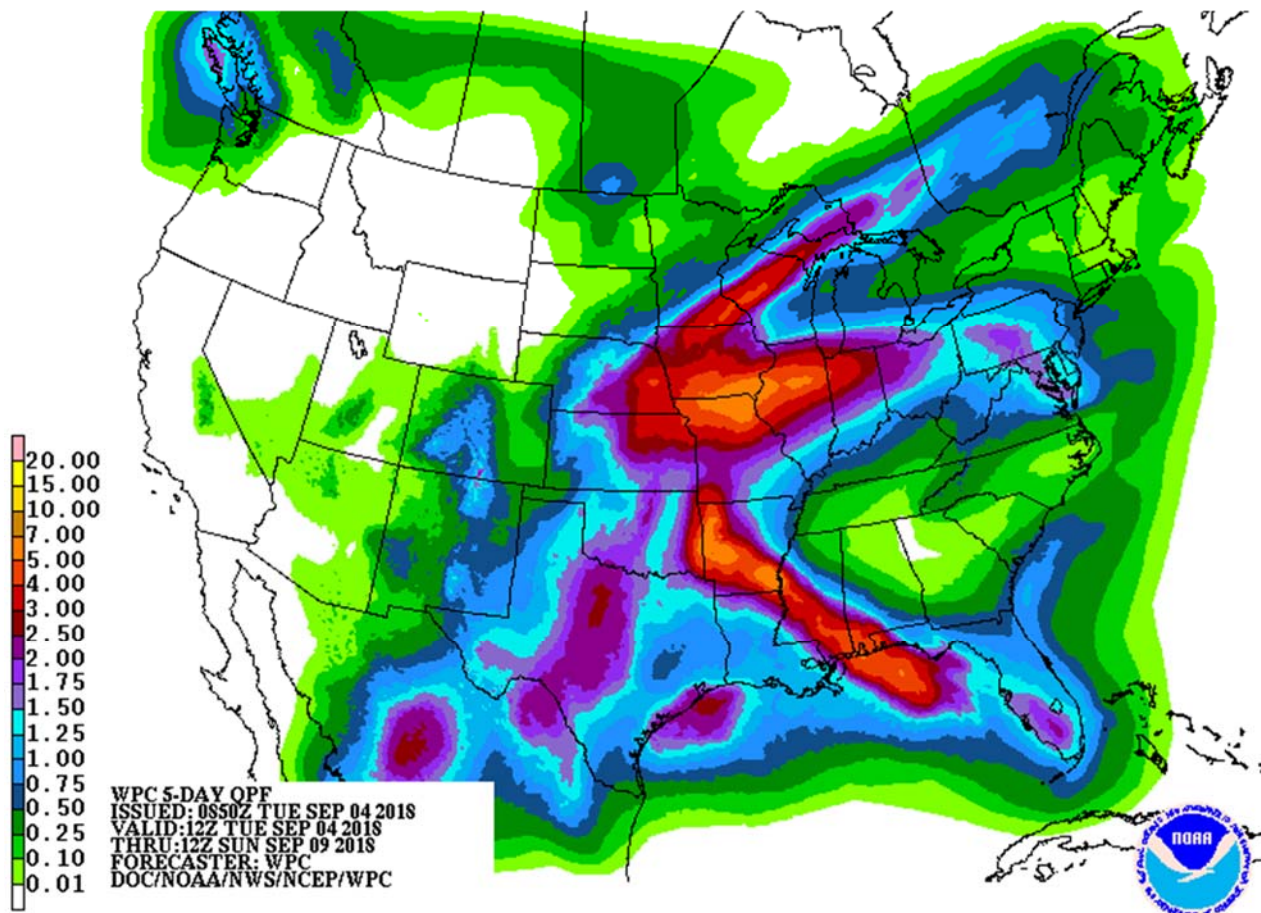 20.00
15.00
10.00
7.00
5.00
4.00
3.00
2.50
2.00
1.75
1.50
1.25
1.00
0.75
0.50
0.25
0.10
0.01
WPC 5-DAY QPF
ISSUED: 0850Z TUE SEP 04 2018
VALID:12Z TUE SEP 04 2018
THRU:12Z SUN SEP 09 2018
FORECASTER: WPC
DOC/NOAA/NWS/NCEP/WPC
NOAA